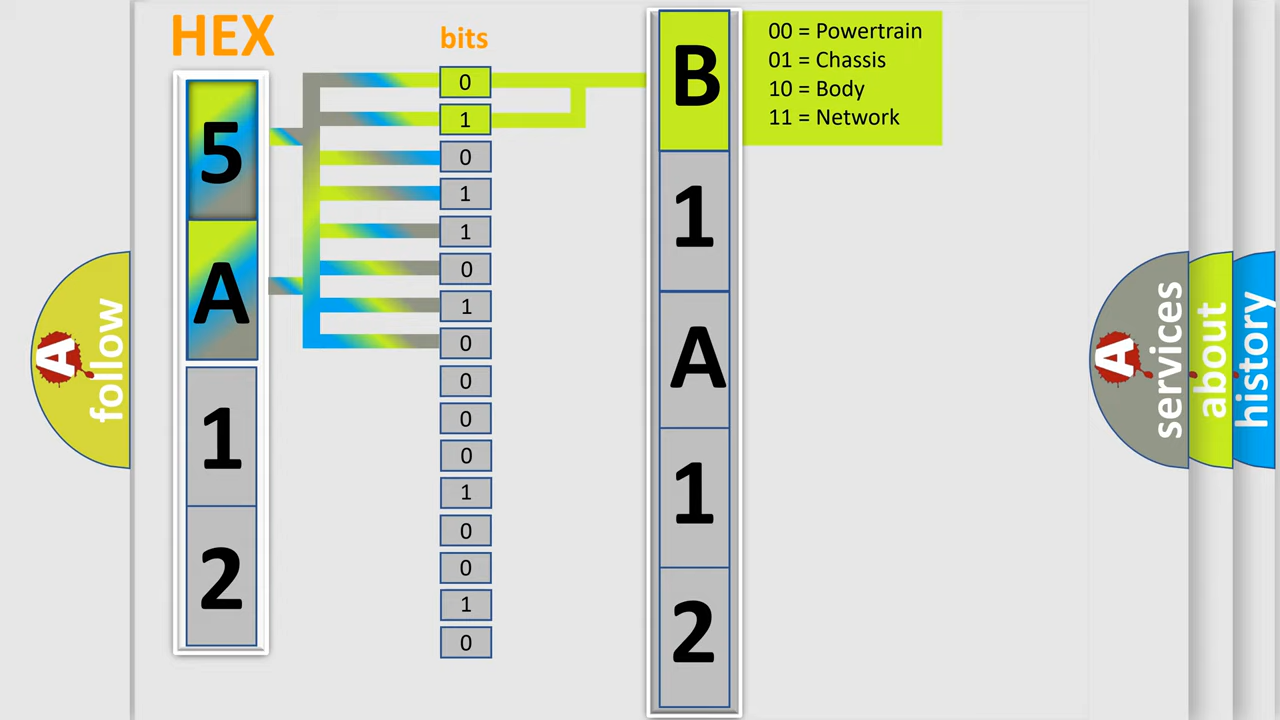 HEX
bits
5
A
1
2
0
1
0
1
1
0
1
0
0
0
0
1
0
0
1
0
B
1
A
1
2
00 = Powertrain
01 = Chassis
10 = Body
11 = Network
A
follow
A
services
about
history